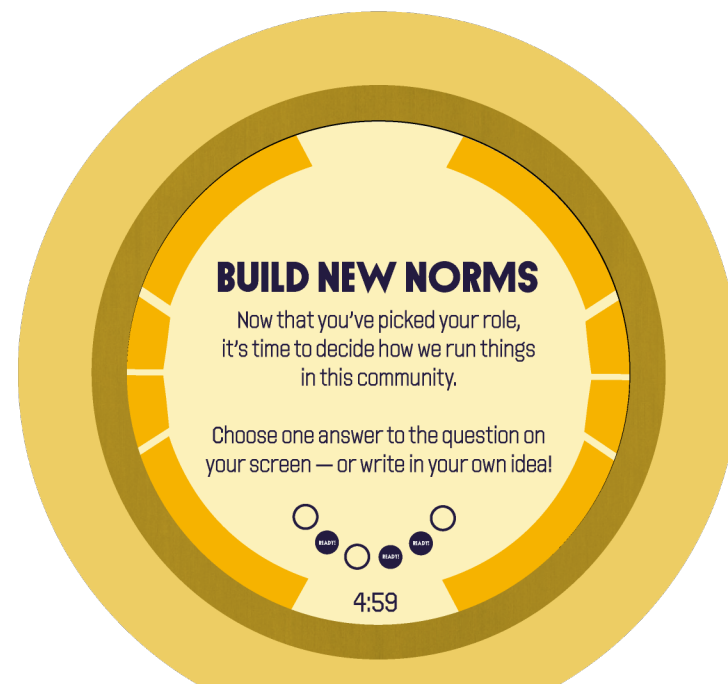 BUILD NEW NORMS
Now that you've picked your role,
it's time to decide how we run things
in this community.
Choose one answer to the question on
your screen — or write in your own idea!
READY!
READY!
READY!
4:59